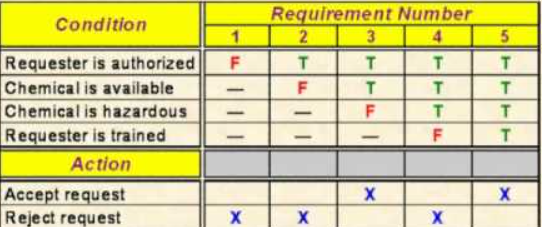 Condition Requirement Number
1 2 3 4 5
Requester is authorized F T T T T
Chemical is available — F T T T
Chemical is hazardous — — F T T
Requester is trained — — — F T
Action
Accept request X X
Reject request X X X